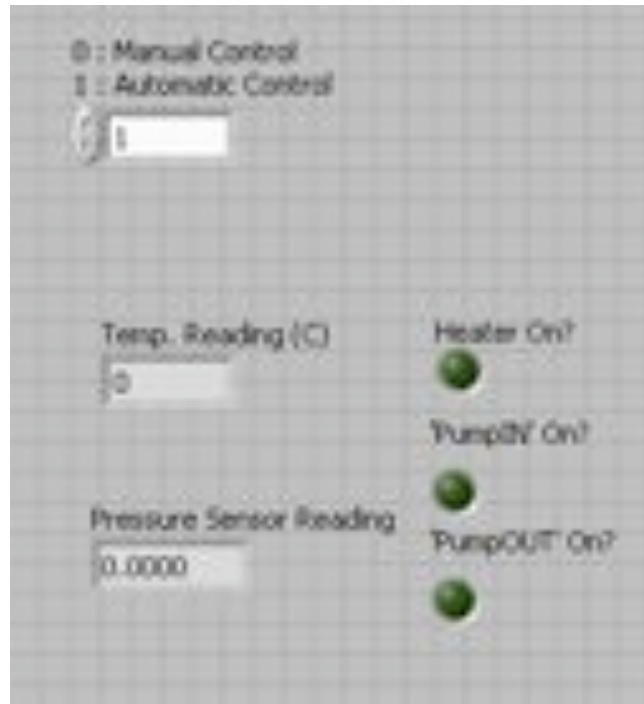 0 : Manual Control
1 : Automatic Control
1
Temp. Reading (C)
0
Heater On?
'PumpIN' On?
Pressure Sensor Reading
0.0000
'PumpOUT' On?